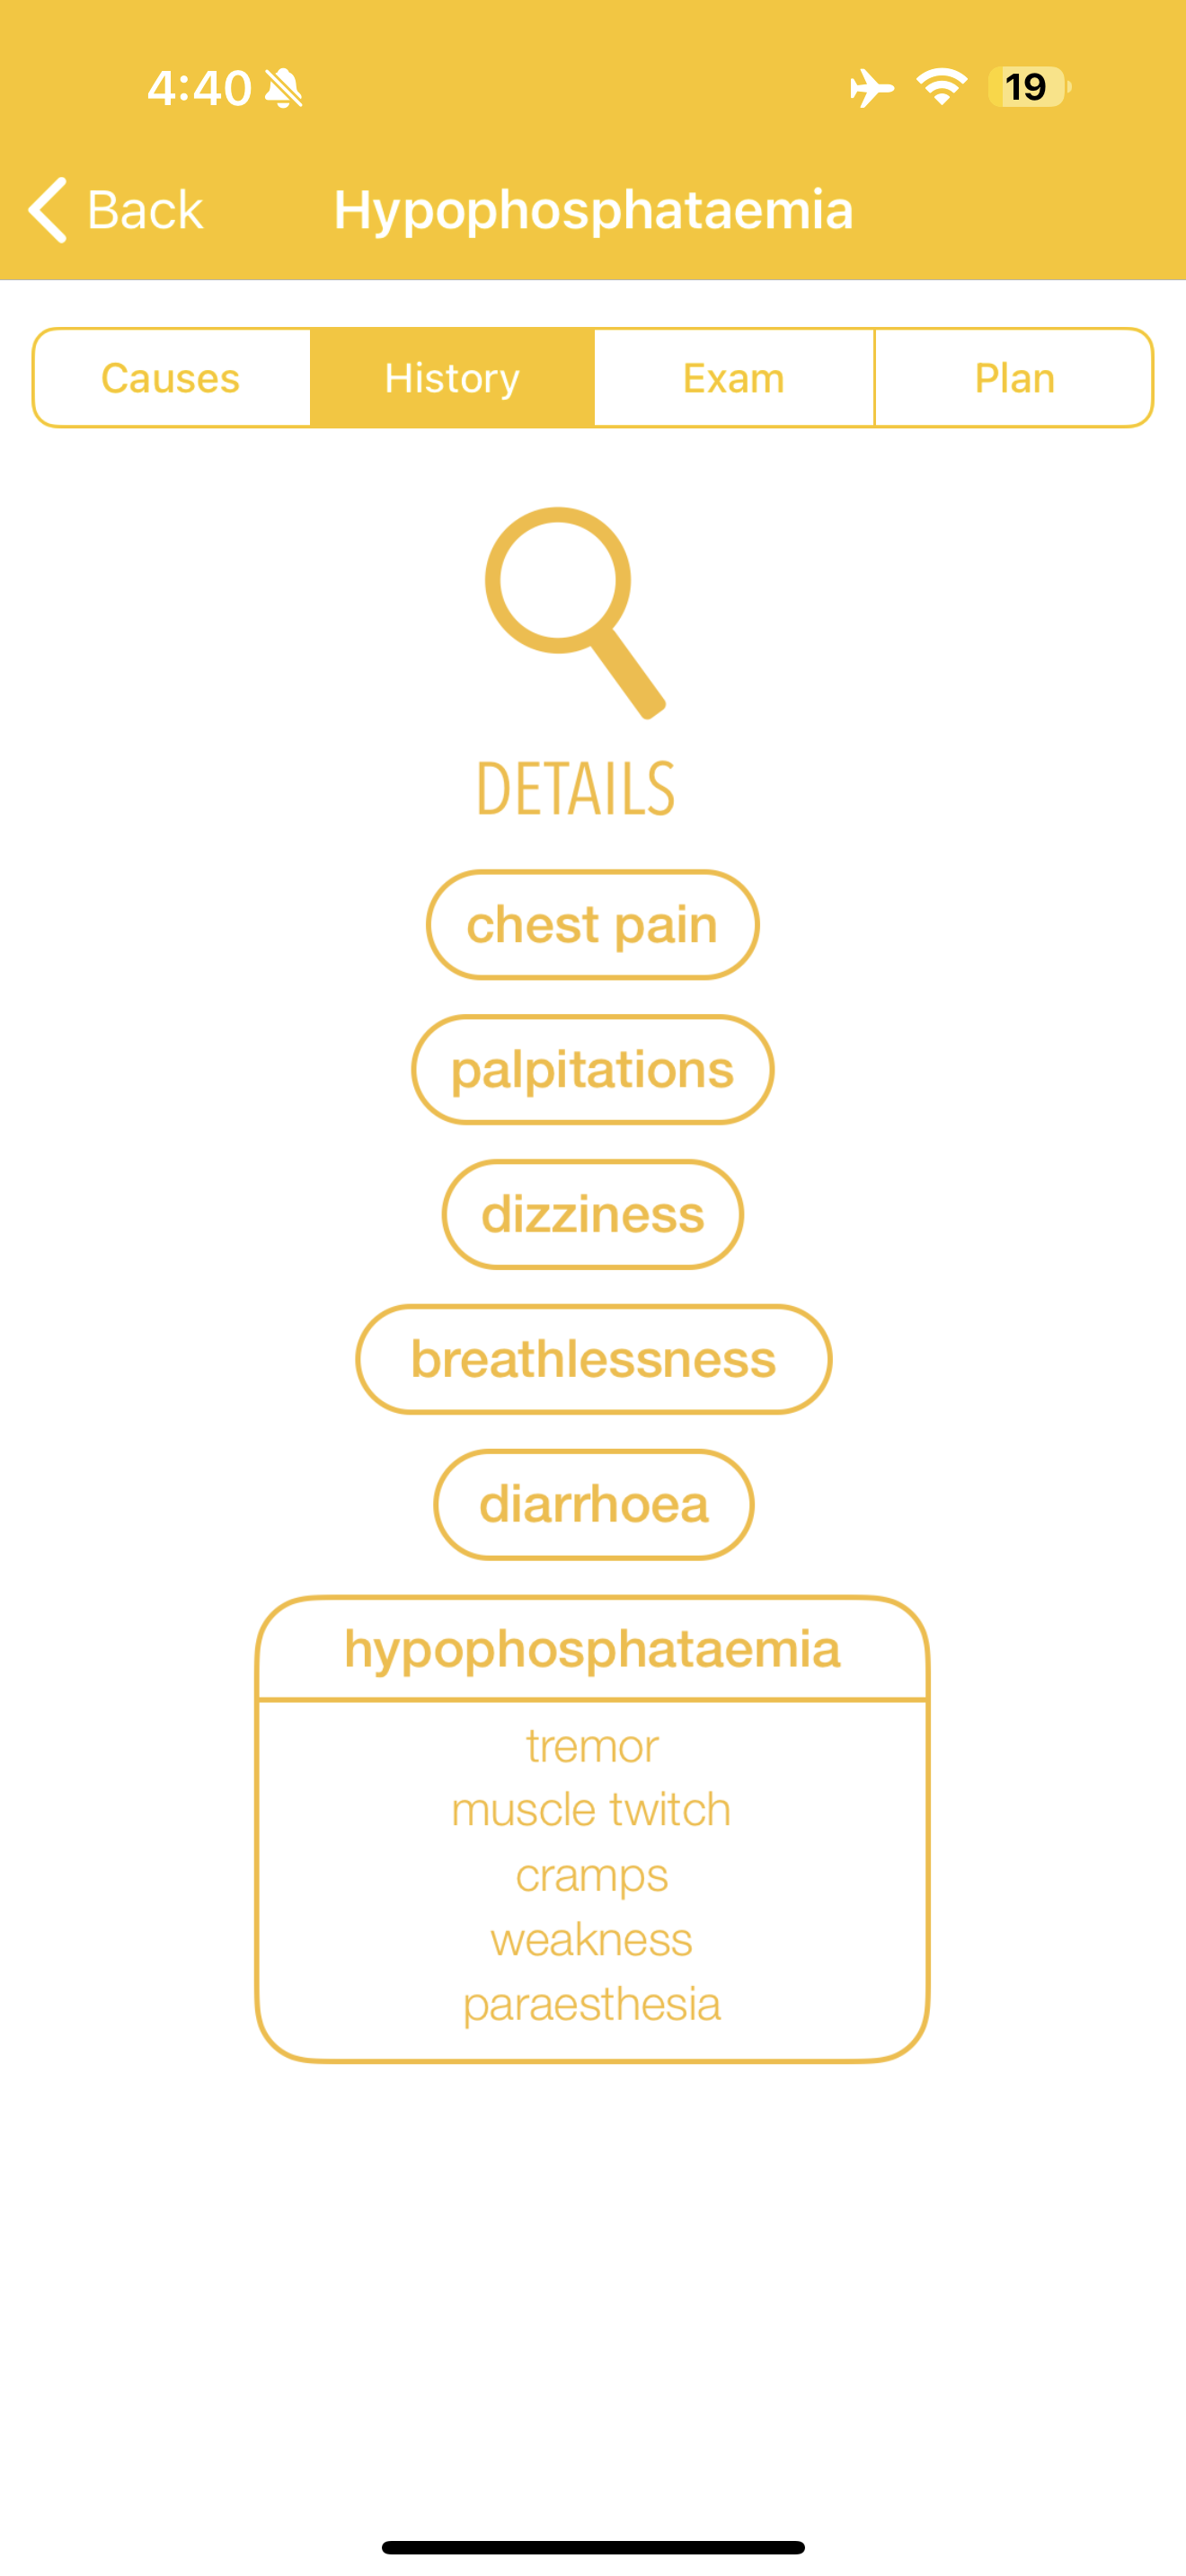 4:40
19
Back
Hypophosphataemia
Causes
History
Exam
Plan
DETAILS
chest pain
palpitations
dizziness
breathlessness
diarrhoea
hypophosphataemia
tremor
muscle twitch
cramps
weakness
paraesthesia